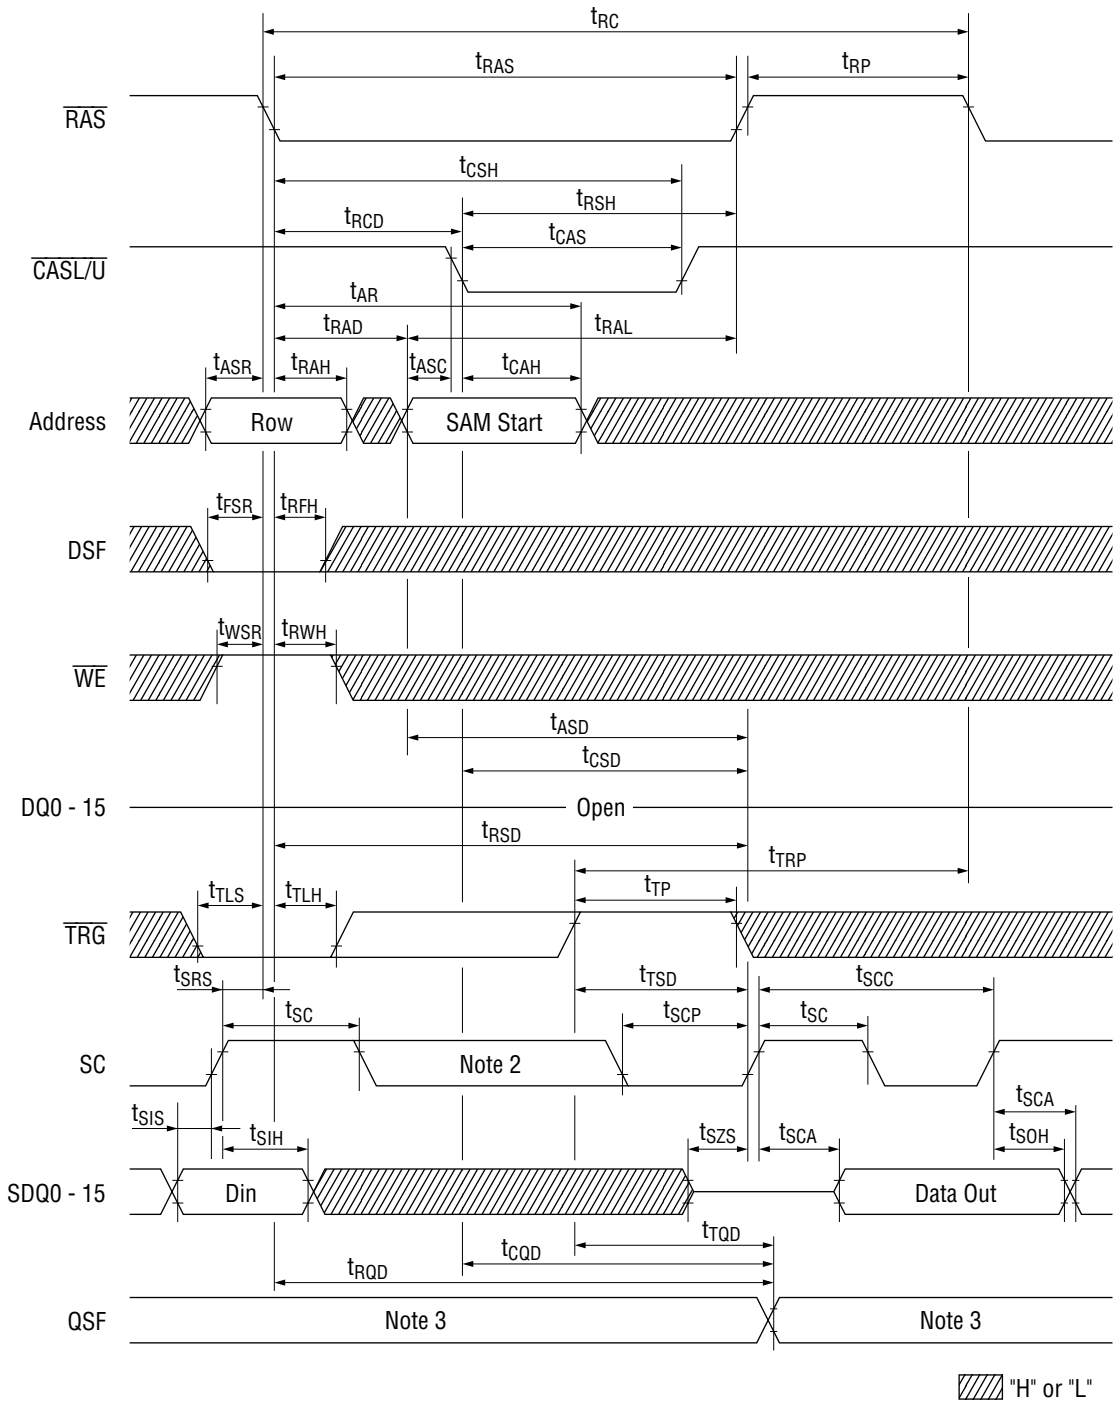 tRC
tRAS
tRP
RAS
tCSH
tRSH
tRCD
tCAS
CASL/U
tAR
tRAD
tRAL
tASR
tRAH
tASC
tCAH
Address
Row
SAM Start
tFSR
tRFH
DSF
tWSR
tRWH
WE
tASD
tCSD
DQ0 - 15
Open
tRSD
tTRP
tTLS
tTLH
tTP
TRG
tSRS
tTSD
tSCC
tSC
tSCP
tSC
SC
Note 2
tSIS
tSIH
tSZS
tSCA
tSCA
tSOH
SDQ0 - 15
Din
Data Out
tTQD
tCQD
tRQD
QSF
Note 3
Note 3
"H" or "L"